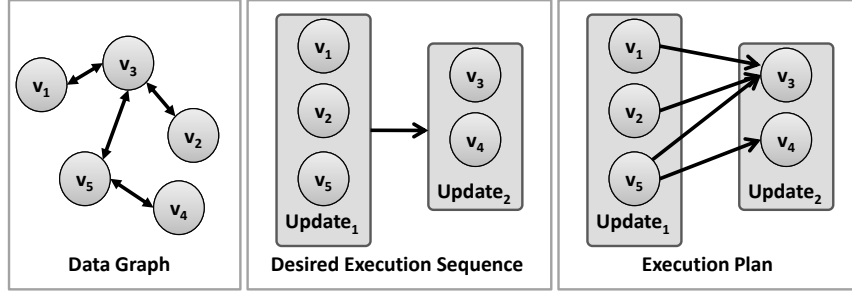 v1
v3
v2
v5
v4
Data Graph
v1
v2
v5
Update1
v3
v4
Update2
Desired Execution Sequence
v1
v2
v5
Update1
v3
v4
Update2
Execution Plan